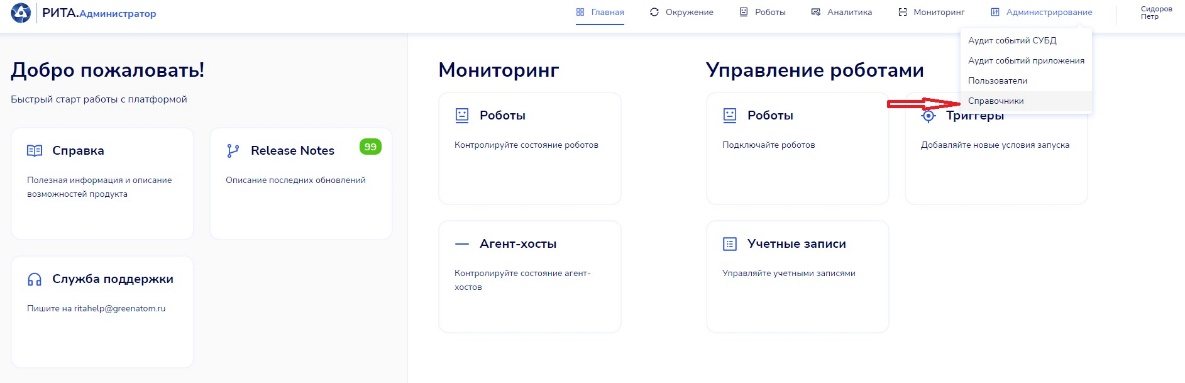 РИТА.Администратор
Главная
Окружение
Роботы
Аналитика
Мониторинг
Администрирование
Сидоров
Петр
Аудит событий СУБД
Аудит событий приложения
Пользователи
Справочники
Добро пожаловать!
Быстрый старт работы с платформой
Справка
Полезная информация и описание
возможностей продукта
Release Notes
99
Описание последних обновлений
Служба поддержки
Пишите на ritahelp@greenatom.ru
Мониторинг
Роботы
Контролируйте состояние роботов
Агент-хосты
Контролируйте состояние агент-
хостов
Управление роботами
Роботы
Подключайте роботов
Триггеры
Добавляйте новые условия запуска
Учетные записи
Управляйте учетными записями